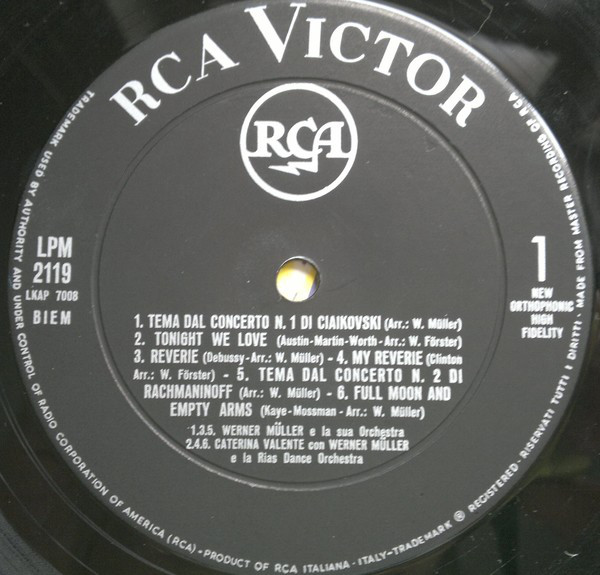 RCA VICTOR
RCA
LPM
2119
LKAP 7008
BIEM
1
NEW
ORTHOPHONIC
HIGH
FIDELITY
1. TEMA DAL CONCERTO N. 1 DI CIAIKOVSKI (Arr.: W. Müller)
2. TONIGHT WE LOVE (Austin-Martin-Worth-Arr.: W. Förster)
3. REVERIE (Debussy-Arr.: W. Müller) - 4. MY REVERIE (Clinton
Arr.: W. Förster) - 5. TEMA DAL CONCERTO N. 2 DI
RACHMANINOFF (Arr.: W. Müller) - 6. FULL MOON AND
EMPTY ARMS (Kaye-Mossman-Arr.: W. Müller)
1.3.5. WERNER MÜLLER e la sua Orchestra
2.4.6. CATERINA VALENTE con WERNER MÜLLER
e la Rias Dance Orchestra
TRADEMARK USED BY AUTHORITY AND UNDER CONTROL OF RADIO CORPORATION OF AMERICA (RCA)-PRODUCT OF RCA ITALIANA - ITALY-TRADEMARK ® REGISTERED - RISERVATI TUTTI I DIRITTI - MADE FROM MASTER RECORDING OF RCA